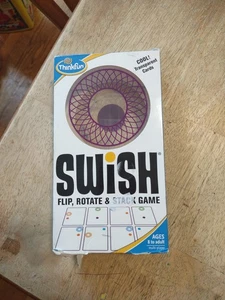 ThinkFun
COOL!
Transparent
Cards
SWiSH
FLIP, ROTATE & STACK GAME
AGES
8 to adult